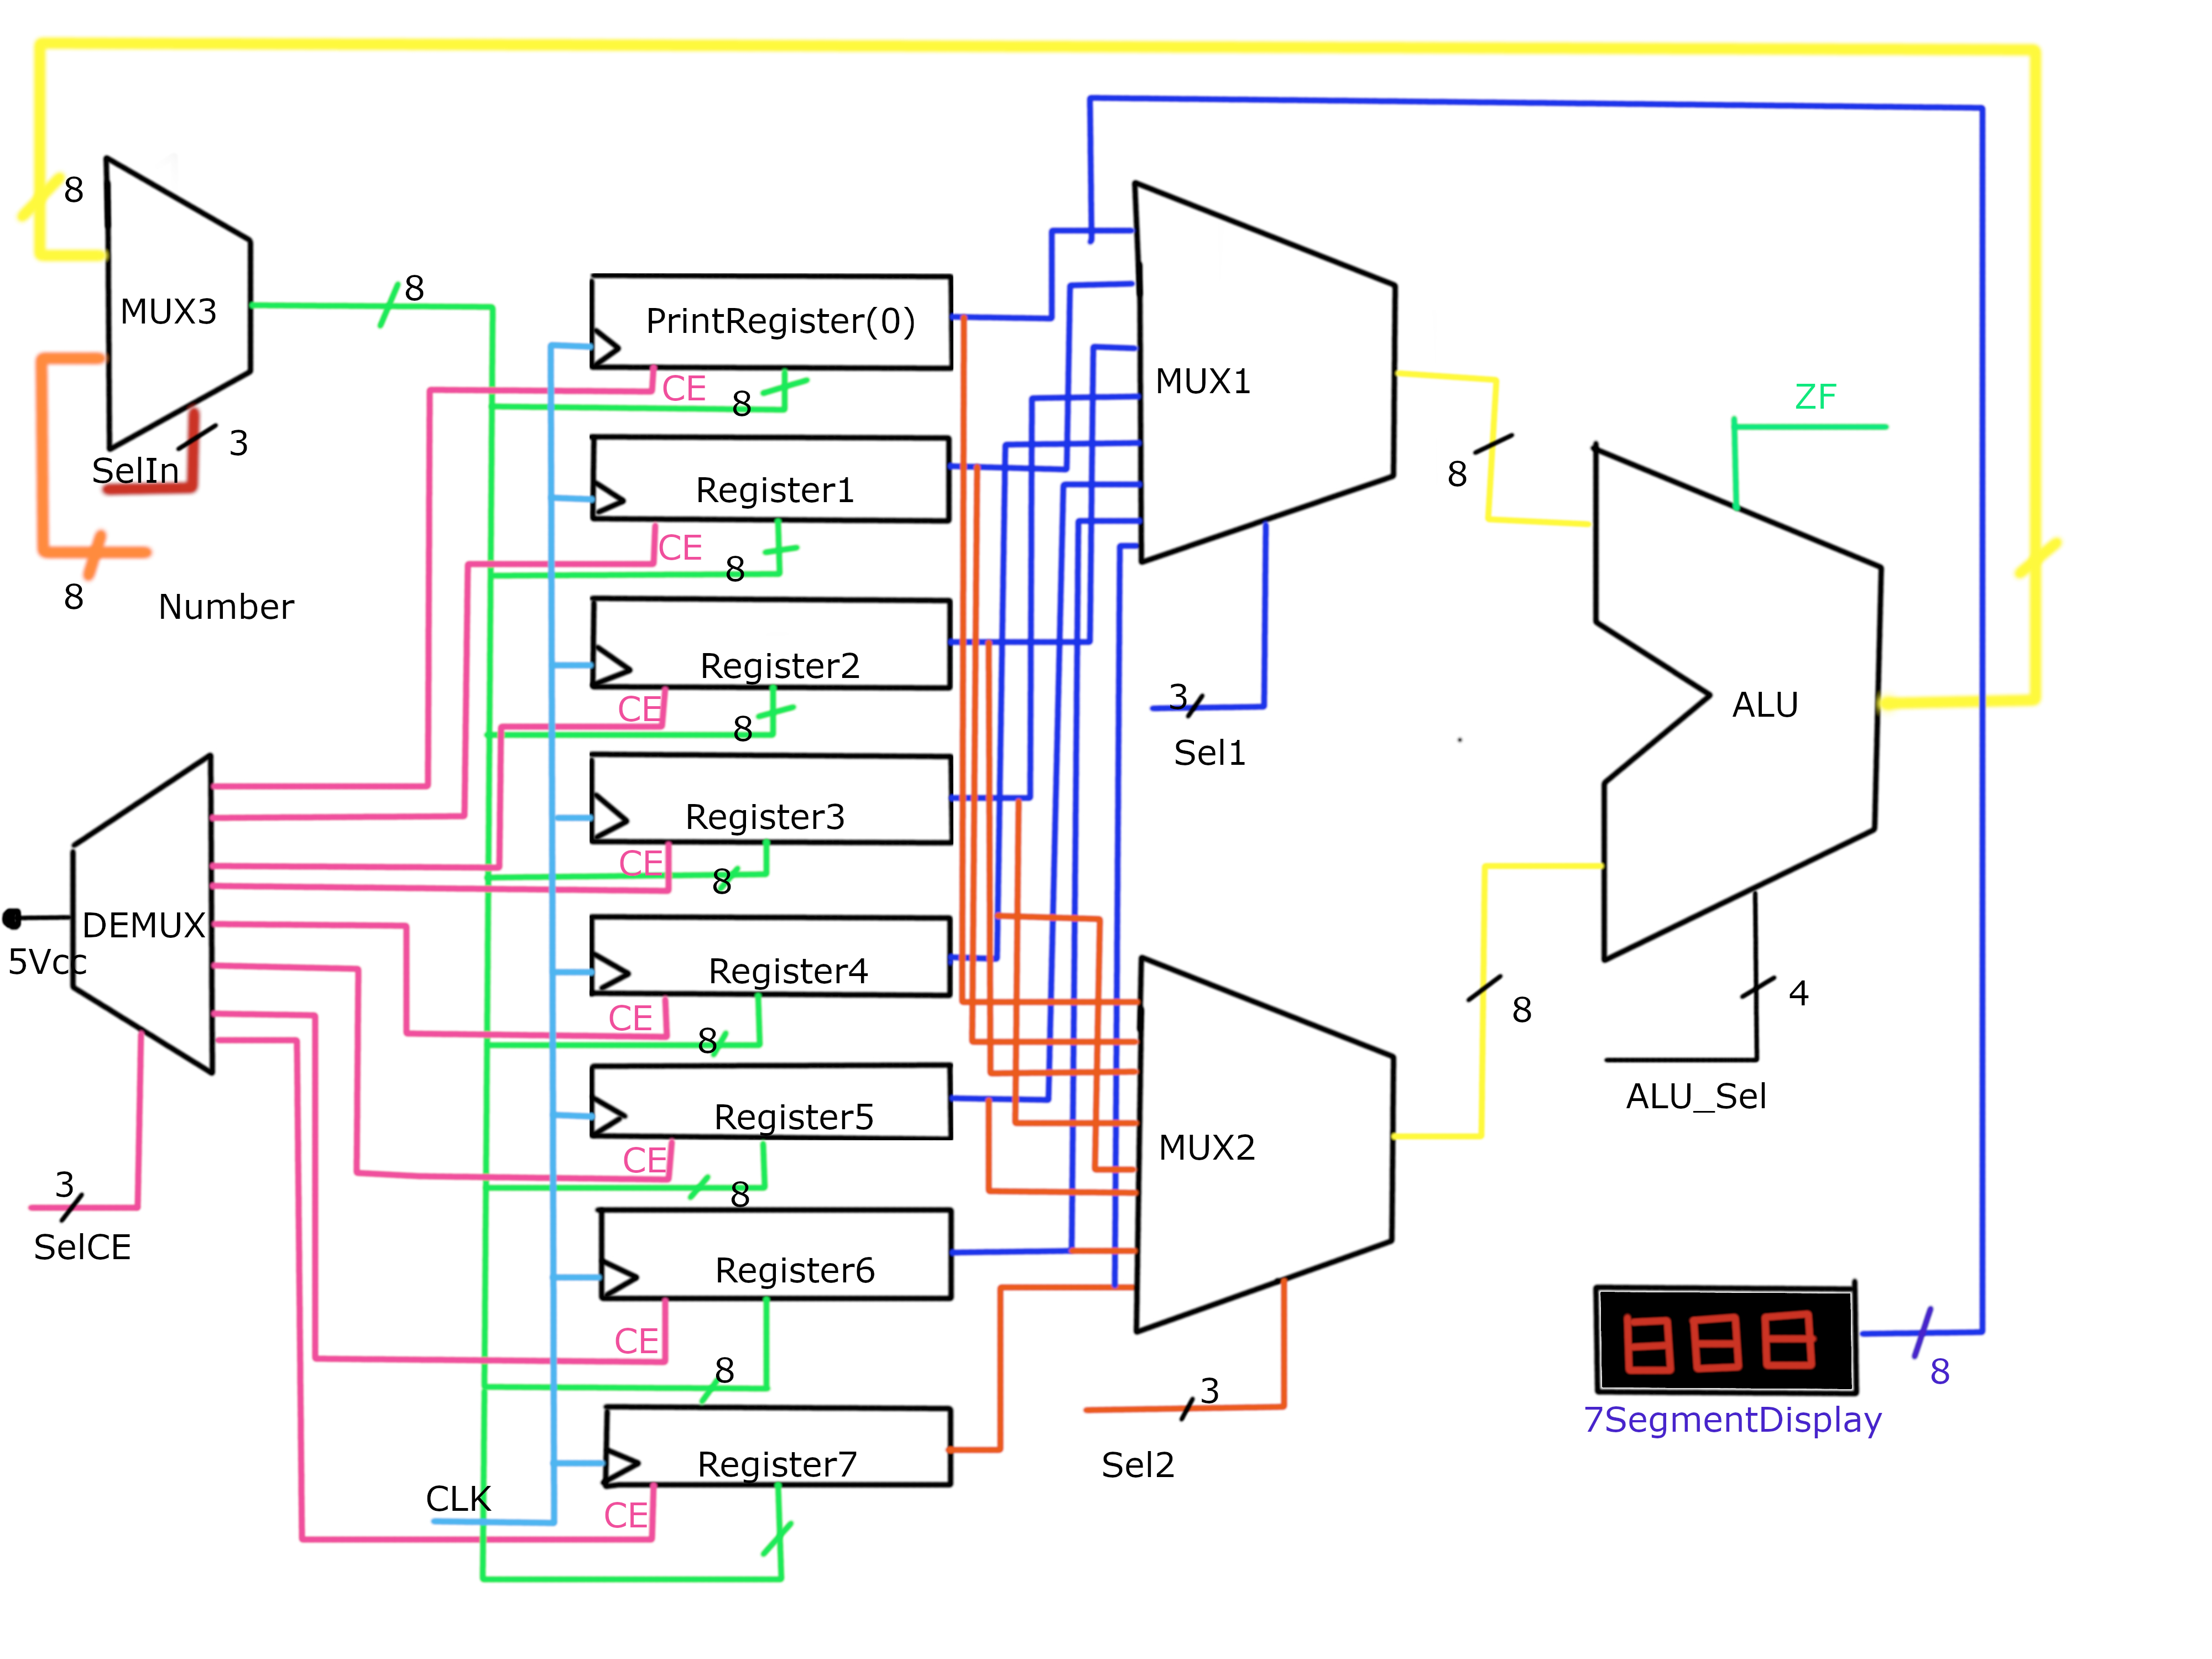 8
MUX3
8
3
SelIn
8
Number
PrintRegister(0)
CE
8
Register1
CE
8
Register2
CE
8
Register3
CE
8
Register4
CE
8
Register5
CE
8
Register6
CE
8
Register7
CE
CLK
DEMUX
5Vcc
3
SelCE
MUX1
3
Sel1
8
MUX2
3
Sel2
8
ZF
ALU
4
ALU_Sel
888
8
7SegmentDisplay